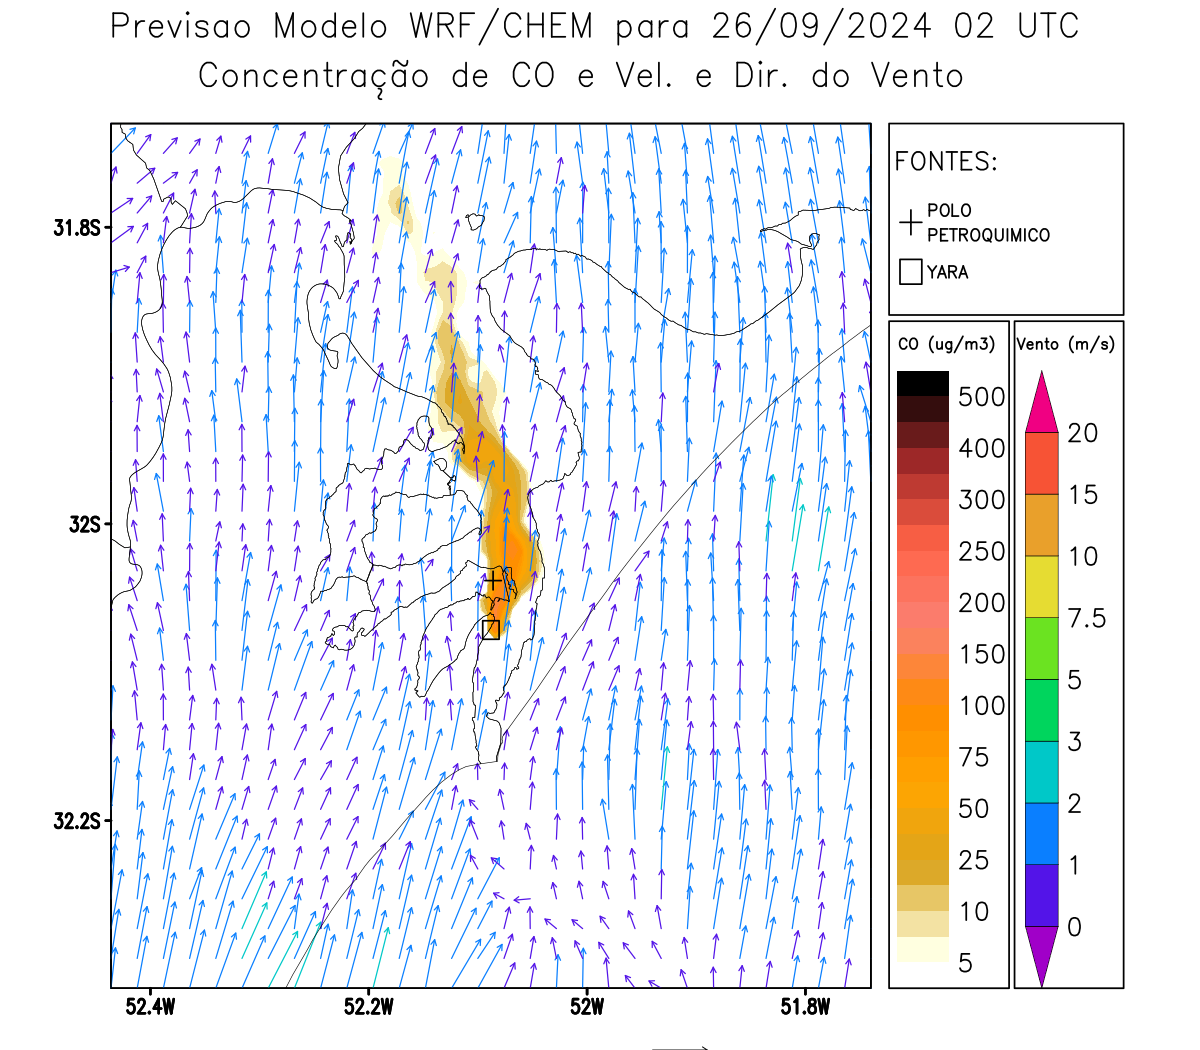 Previsao Modelo WRF/CHEM para 26/09/2024 02 UTC
Concentração de CO e Vel. e Dir. do Vento
FONTES:
POLO
PETROQUIMICO
YARA
31.8S
32S
32.2S
52.4W 52.2W 52W 51.8W
CO (ug/m3)
500
400
300
250
200
150
100
75
50
25
10
5
Vento (m/s)
20
15
10
7.5
5
3
2
1
0